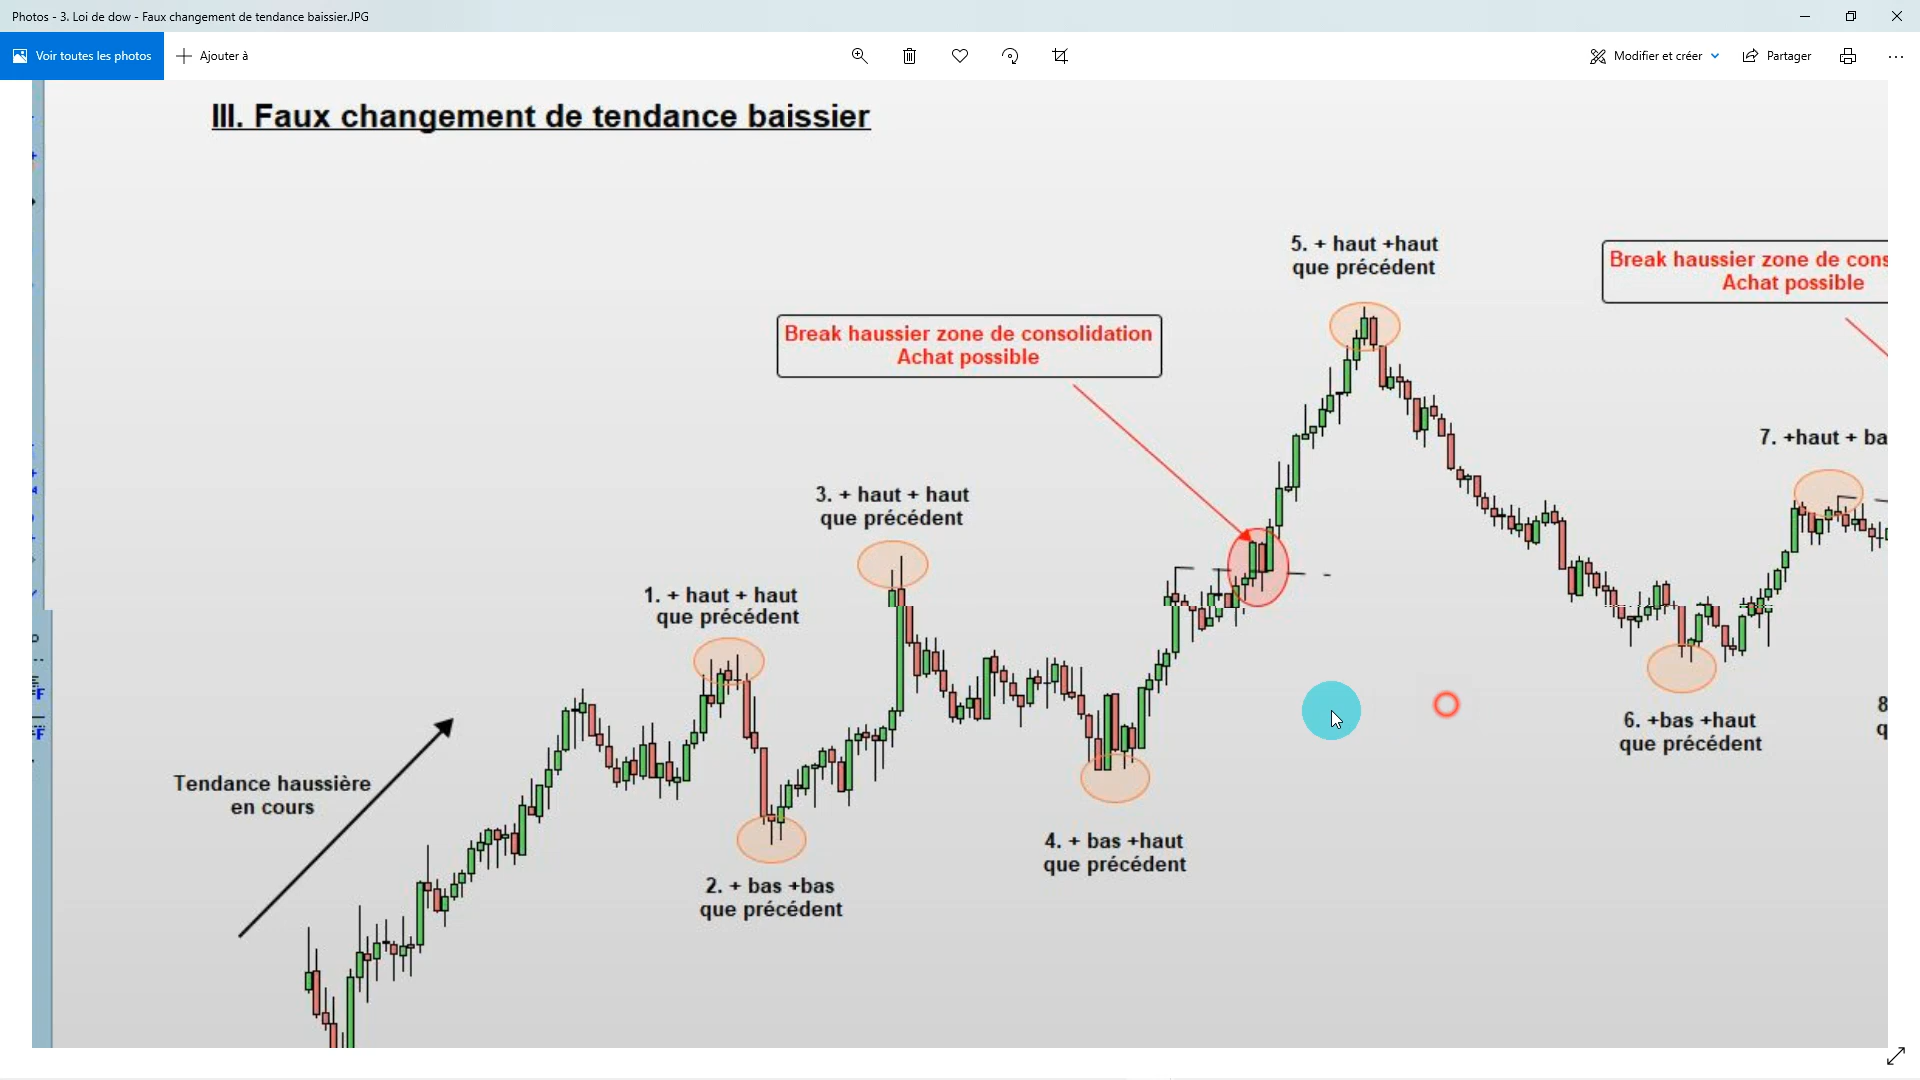 Photos - 3. Loi de dow - Faux changement de tendance baissier.JPG
Voir toutes les photos
Ajouter à
Modifier et créer
Partager
III. Faux changement de tendance baissier
5. + haut +haut
que précédent
Break haussier zone de cons
Achat possible
Break haussier zone de consolidation
Achat possible
7. +haut + ba
3. + haut + haut
que précédent
1. + haut + haut
que précédent
6. +bas +haut
que précédent
8
q
Tendance haussière
en cours
4. + bas +haut
que précédent
2. + bas +bas
que précédent